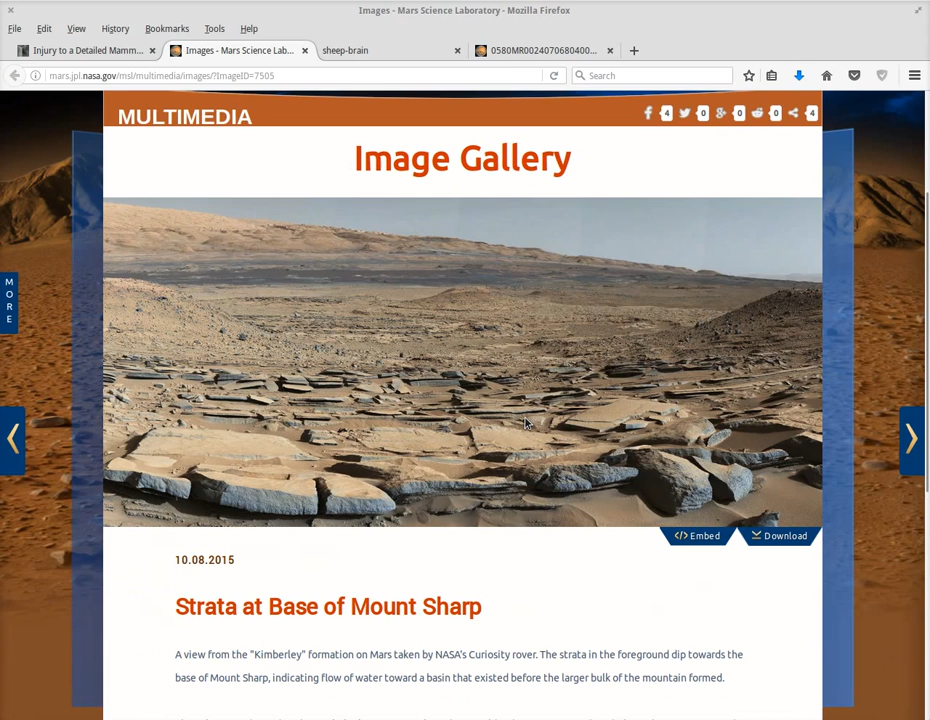 Images - Mars Science Laboratory - Mozilla Firefox
File Edit View History Bookmarks Tools Help
Injury to a Detailed Mamm... Images - Mars Science Lab... sheep-brain 0580MR0024070680400...
mars.jpl.nasa.gov/msl/multimedia/images/?ImageID=7505 Search
MULTIMEDIA 4 0 0 0 4
Image Gallery
MORE
Embed Download
10.08.2015
Strata at Base of Mount Sharp
A view from the "Kimberley" formation on Mars taken by NASA's Curiosity rover. The strata in the foreground dip towards the
base of Mount Sharp, indicating flow of water toward a basin that existed before the larger bulk of the mountain formed.